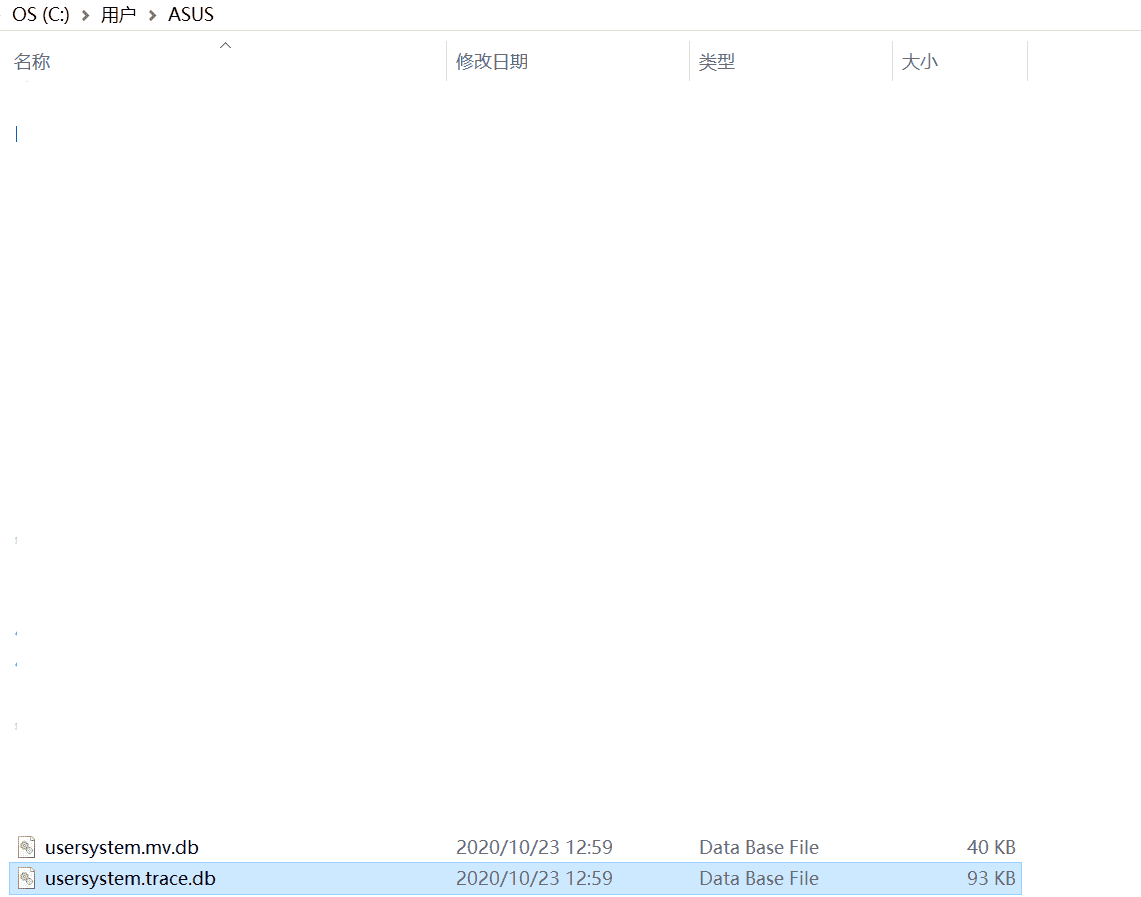 OS (C:) > 用户 > ASUS
名称 修改日期 类型 大小
usersystem.mv.db 2020/10/23 12:59 Data Base File 40 KB
usersystem.trace.db 2020/10/23 12:59 Data Base File 93 KB